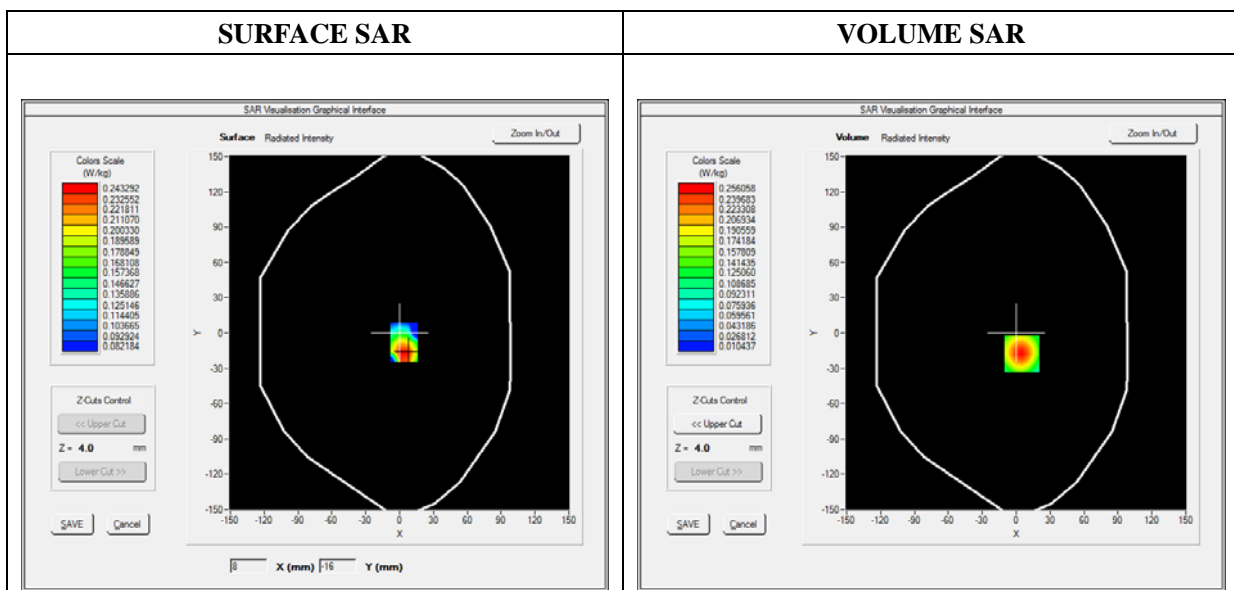 SURFACE SAR
VOLUME SAR
SAR Visualisation Graphical Interface
Surface Radiated Intensity
Zoom In/Out
Colors Scale
(W/kg)
0.243292
0.232552
0.221811
0.211070
0.200330
0.189589
0.178849
0.168108
0.157368
0.146627
0.135886
0.125146
0.114405
0.103665
0.092924
0.082184
150
120
90
60
30
0
-30
-60
-90
-120
-150
Y
-150 -120 -90 -60 -30 0 30 60 90 120 150
X
Z-Cuts Control
<< Upper Cut
Z = 4.0 mm
Lower Cut >>
SAVE Cancel
8 X (mm) -16 Y (mm)
SAR Visualisation Graphical Interface
Volume Radiated Intensity
Zoom In/Out
Colors Scale
(W/kg)
0.256058
0.239683
0.223308
0.206934
0.190559
0.174184
0.157809
0.141435
0.125060
0.108685
0.092311
0.075936
0.059561
0.043186
0.026812
0.010437
150
120
90
60
30
0
-30
-60
-90
-120
-150
Y
-150 -120 -90 -60 -30 0 30 60 90 120 150
X
Z-Cuts Control
<< Upper Cut
Z = 4.0 mm
Lower Cut >>
SAVE Cancel